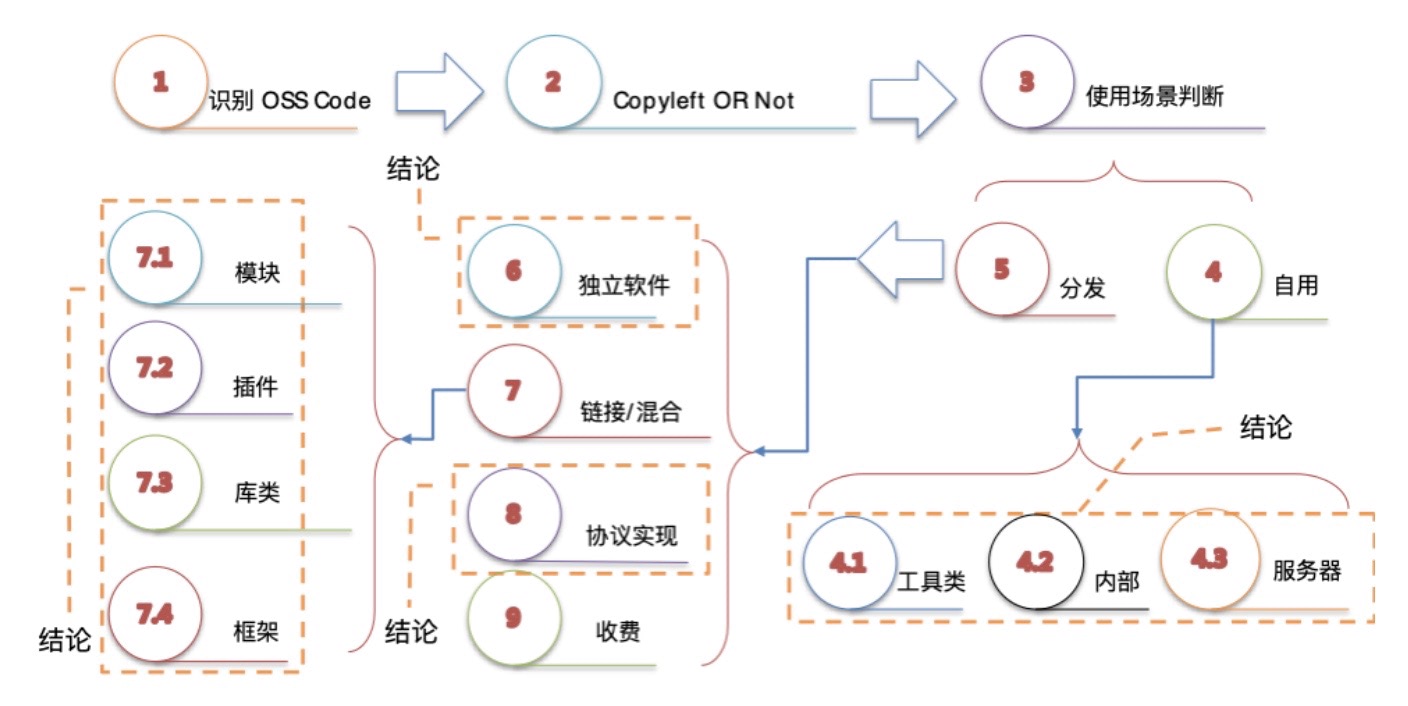 1
识别 OSS Code
2
Copyleft OR Not
3
使用场景判断
结论
7.1
模块
6
独立软件
5
分发
4
自用
7.2
插件
7
链接/混合
结论
7.3
库类
8
协议实现
4.1
工具类
4.2
内部
4.3
服务器
结论
7.4
框架
结论
9
收费